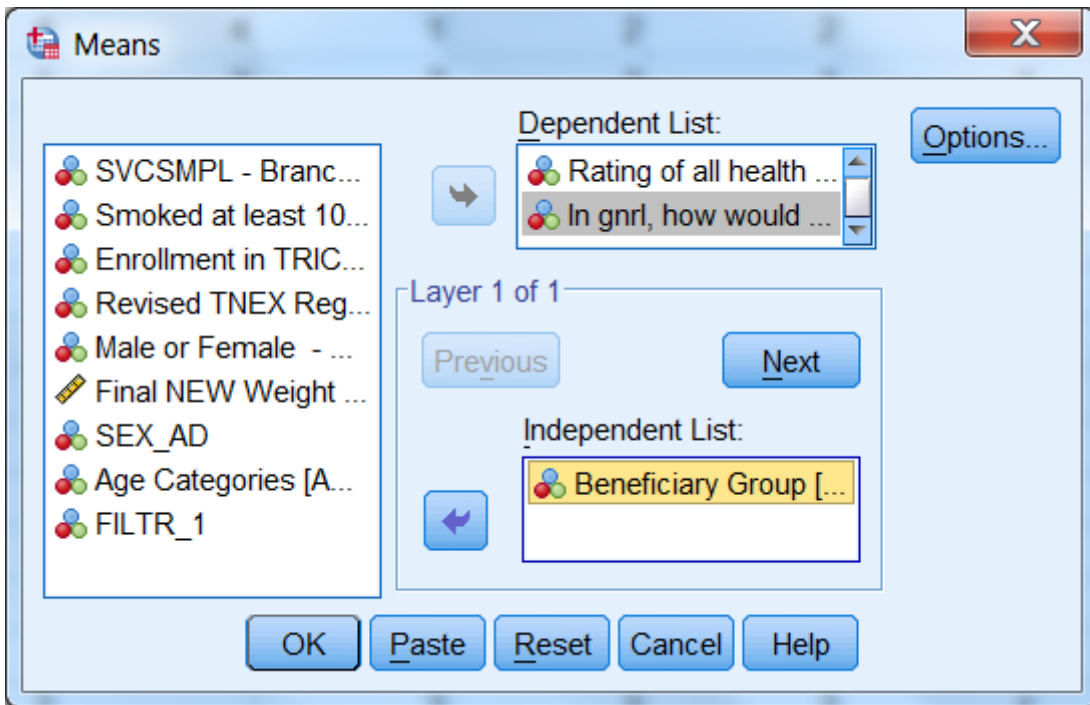 Means
Dependent List:
Options...
SVCSMPL - Branc...
Smoked at least 10...
Enrollment in TRIC...
Revised TNEX Reg...
Male or Female - ...
Final NEW Weight ...
SEX_AD
Age Categories [A...
FILTR_1
Rating of all health ...
In gnrl, how would ...
Layer 1 of 1
Previous
Next
Independent List:
Beneficiary Group [...
OK
Paste
Reset
Cancel
Help